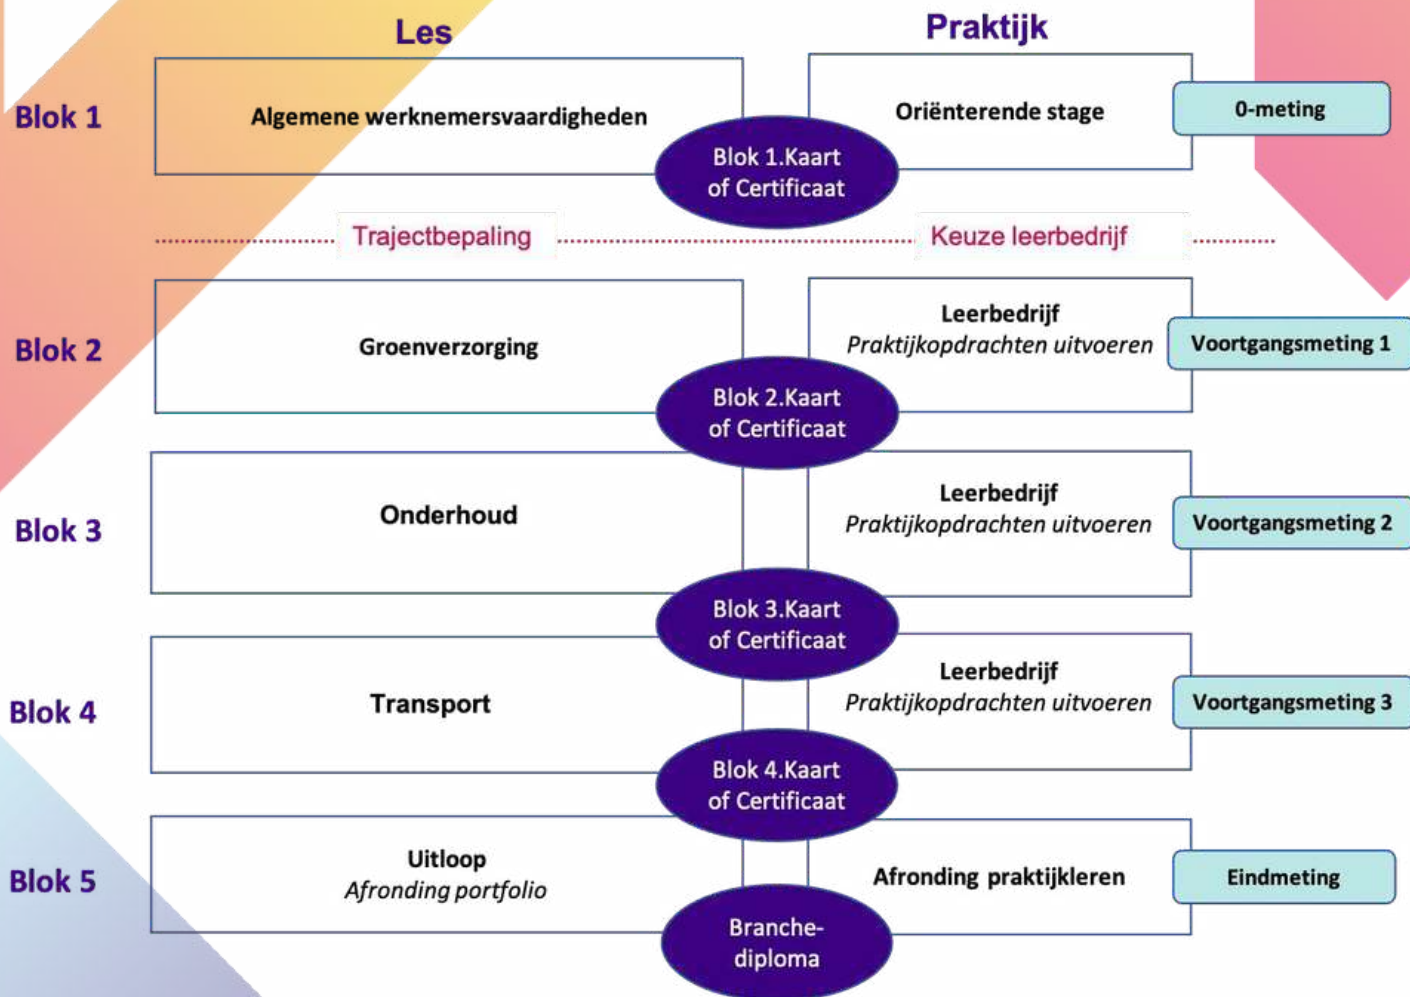 Les
Praktijk
Blok 1
Algemene werknemersvaardigheden
Oriënterende stage
0-meting
Blok 1.Kaart
of Certificaat
Trajectbepaling
Keuze leerbedrijf
Blok 2
Groenverzorging
Leerbedrijf
Praktijkopdrachten uitvoeren
Voortgangsmeting 1
Blok 2.Kaart
of Certificaat
Blok 3
Onderhoud
Leerbedrijf
Praktijkopdrachten uitvoeren
Voortgangsmeting 2
Blok 3.Kaart
of Certificaat
Blok 4
Transport
Leerbedrijf
Praktijkopdrachten uitvoeren
Voortgangsmeting 3
Blok 4.Kaart
of Certificaat
Blok 5
Uitloop
Afronding portfolio
Afronding praktijkleren
Eindmeting
Branche-
diploma